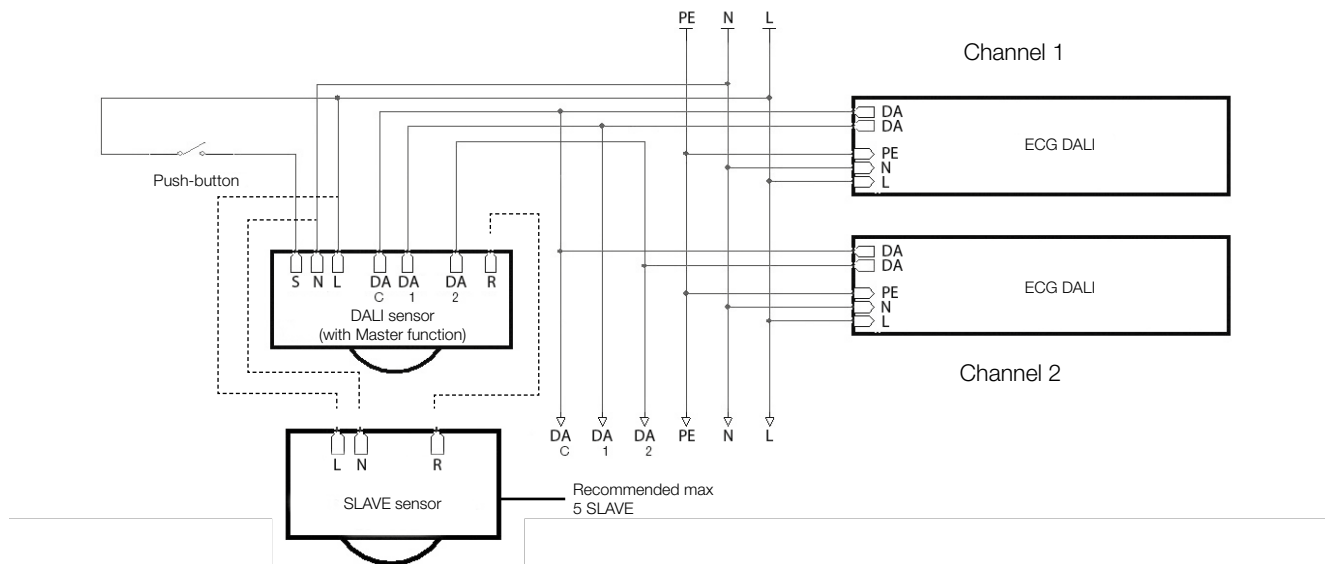 PE N L
Channel 1
DA
DA
ECG DALI
PE
N
L
Push-button
S N L DA C DA 1 DA 2 R
DALI sensor
(with Master function)
DA
DA
PE
ECG DALI
N
L
Channel 2
DA C DA 1 DA 2 PE N L
L N R
SLAVE sensor
Recommended max
5 SLAVE